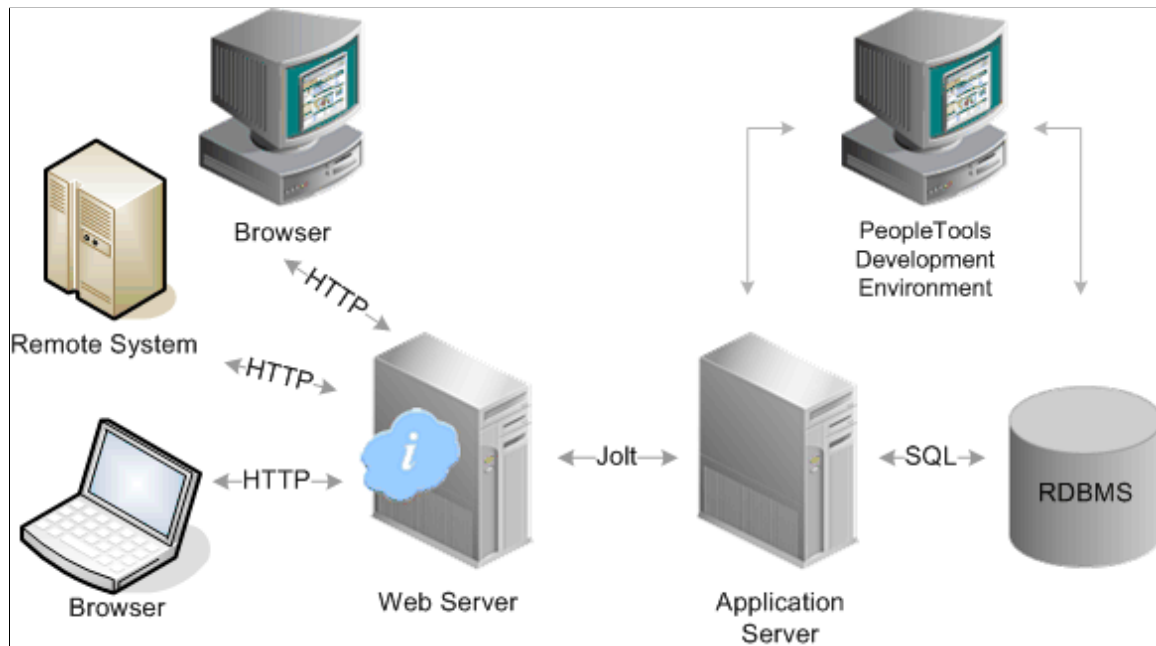 Browser
PeopleTools
Development
Environment
HTTP
Remote System
HTTP
i
HTTP
Jolt
SQL
RDBMS
Browser
Web Server
Application
Server